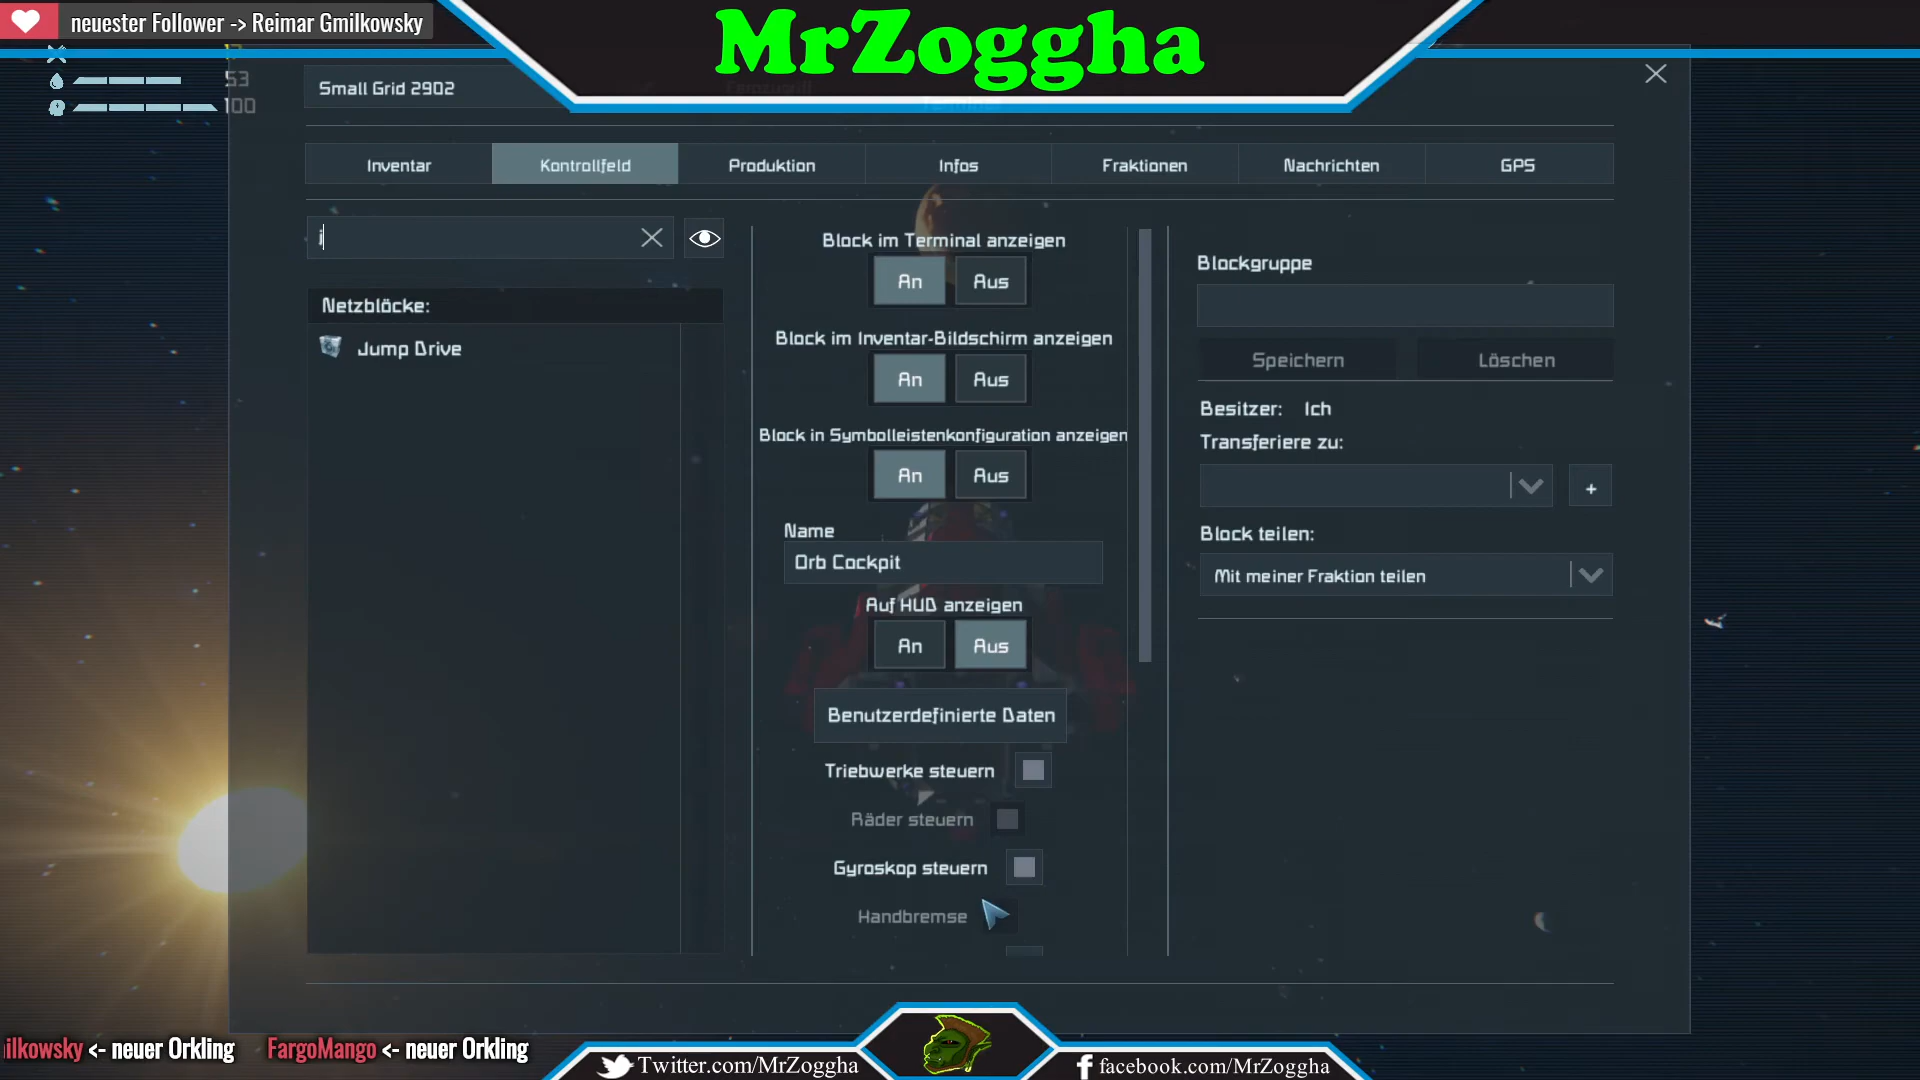 neuester Follower -> Reimar Gmilkowsky
MrZoggha
53
100
Small Grid 2902
Inventar
Kontrollfeld
Produktion
Infos
Fraktionen
Nachrichten
GPS
j
Netzblöcke:
Jump Drive
Block im Terminal anzeigen
An
Aus
Block im Inventar-Bildschirm anzeigen
An
Aus
Block in Symbolleistenkonfiguration anzeigen
An
Aus
Name
Orb Cockpit
Auf HUD anzeigen
An
Aus
Benutzerdefinierte Daten
Triebwerke steuern
Räder steuern
Gyroskop steuern
Handbremse
Blockgruppe
Speichern
Löschen
Besitzer: Ich
Transferiere zu:
+
Block teilen:
Mit meiner Fraktion teilen
ilkowsky <- neuer Orkling
FargoMango <- neuer Orkling
Twitter.com/MrZoggha
facebook.com/MrZoggha